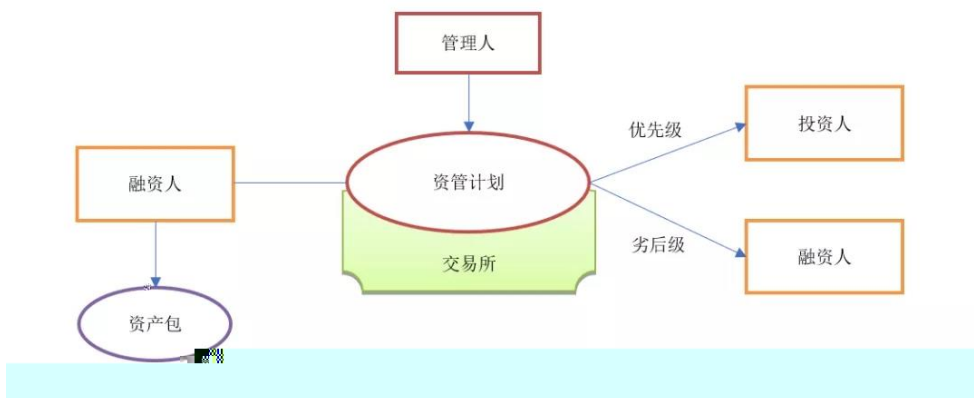 管理人
优先级
投资人
融资人
资管计划
劣后级
交易所
融资人
资产包